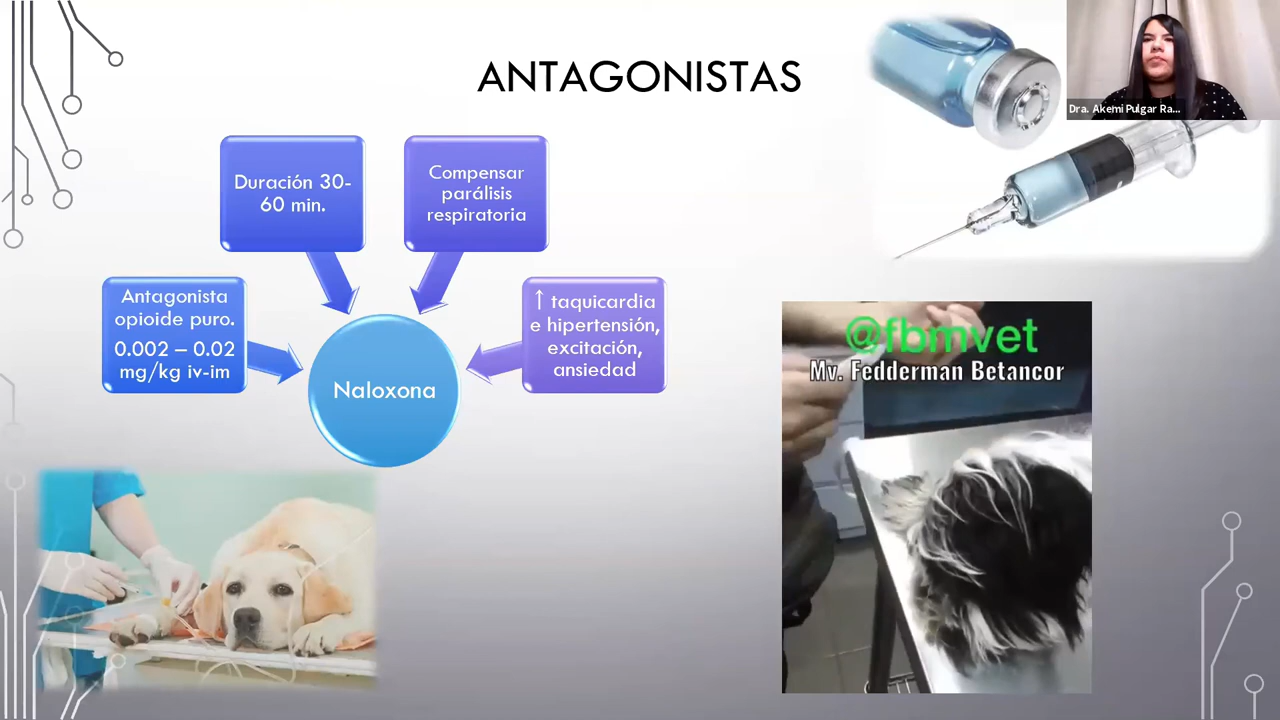 ANTAGONISTAS
Dra. Akemi Pulgar Ra...
Duración 30-
60 min.
Compensar
parálisis
respiratoria
Antagonista
opioide puro.
0.002 – 0.02
mg/kg iv-im
↑ taquicardia
e hipertensión,
excitación,
ansiedad
Naloxona
@fbmvet
Mv. Fedderman Betancor